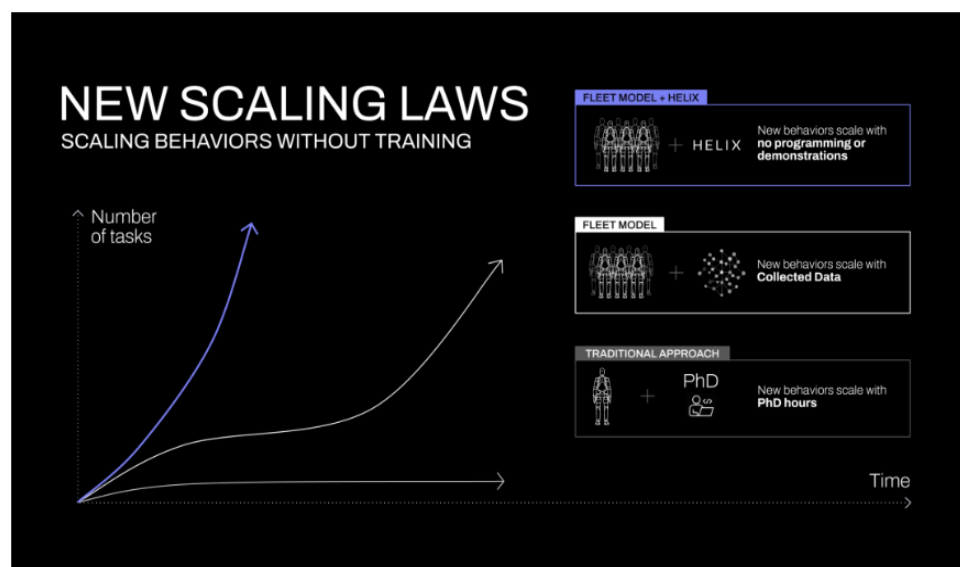 NEW SCALING LAWS
SCALING BEHAVIORS WITHOUT TRAINING
Number
of tasks
Time
FLEET MODEL + HELIX
+ HELIX
New behaviors scale with
no programming or
demonstrations
FLEET MODEL
+
New behaviors scale with
Collected Data
TRADITIONAL APPROACH
+
PhD
</>
New behaviors scale with
PhD hours